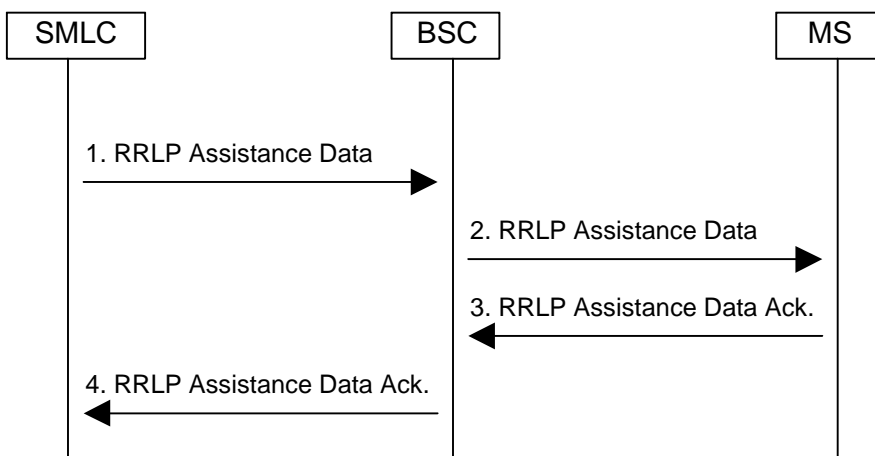 SMLC
BSC
MS
1. RRLP Assistance Data
2. RRLP Assistance Data
3. RRLP Assistance Data Ack.
4. RRLP Assistance Data Ack.